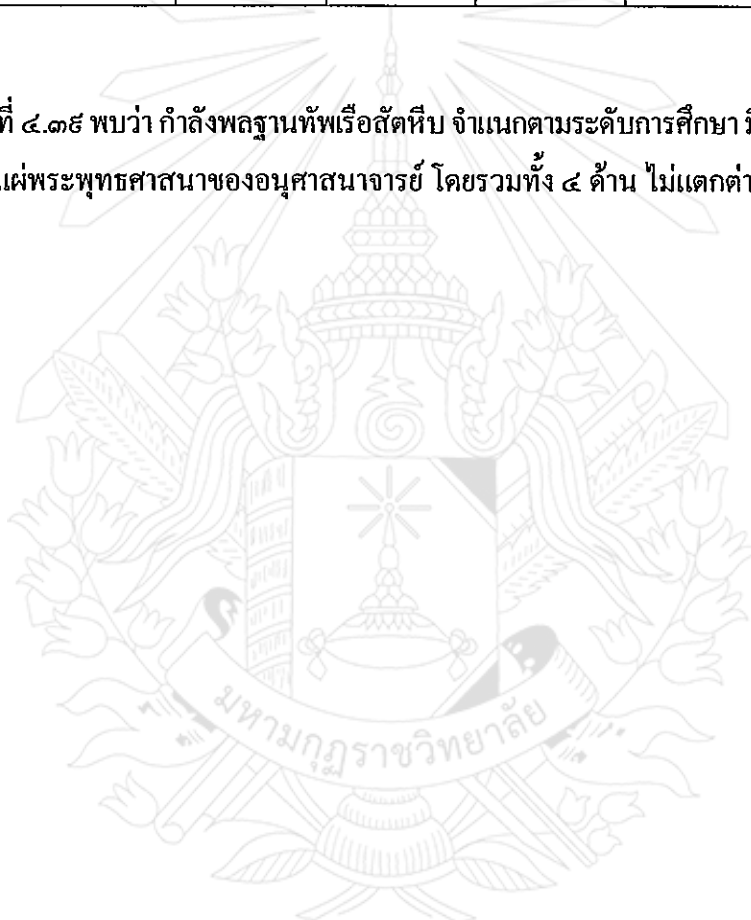 ที่ ๔.๓๙ พบว่า กำลังพลฐานทัพเรือสัตหีบ จำแนกตามระดับการศึกษา
แผ่พระพุทธศาสนาของอนุศาสนาจารย์ โดยรวมทั้ง ๔ ด้าน ไม่แตกต่า
มหามกุฏราชวิทยาลัย